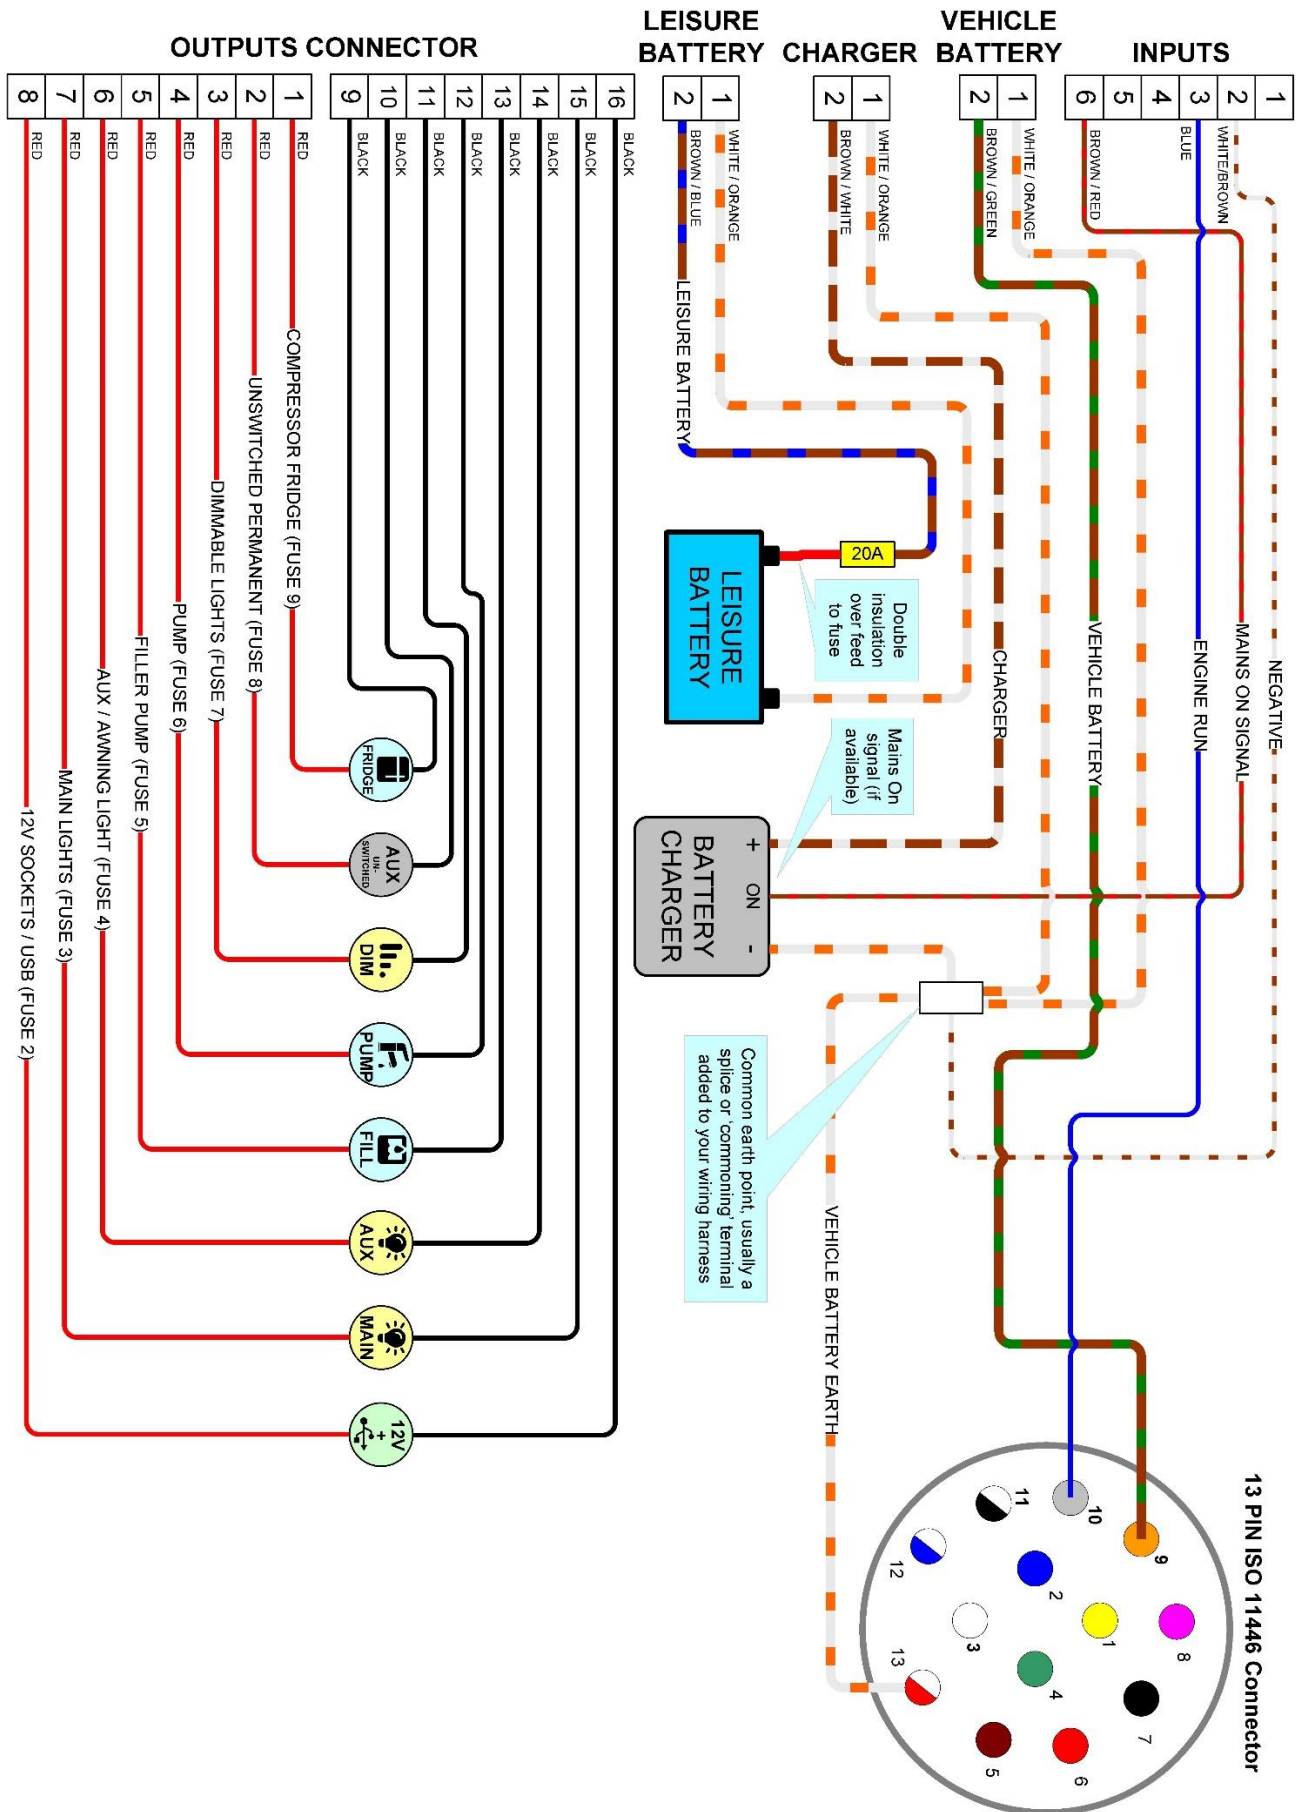 OUTPUTS CONNECTOR
LEISURE
BATTERY
CHARGER
VEHICLE
BATTERY
INPUTS
8
7
6
5
4
3
2
1
9
10
11
12
13
14
15
16
2
1
2
1
2
1
6
5
4
3
2
1
RED
RED
RED
RED
RED
RED
RED
RED
BLACK
BLACK
BLACK
BLACK
BLACK
BLACK
BLACK
BLACK
BROWN / BLUE
WHITE / ORANGE
BROWN / WHITE
WHITE / ORANGE
BROWN / GREEN
WHITE / ORANGE
BROWN / RED
BLUE
WHITE/BROWN
COMPRESSOR FRIDGE (FUSE 9)
UNSWITCHED PERMANENT (FUSE 8)
DIMMABLE LIGHTS (FUSE 7)
PUMP (FUSE 6)
FILLER PUMP (FUSE 5)
AUX / AWNING LIGHT (FUSE 4)
MAIN LIGHTS (FUSE 3)
12V SOCKETS / USB (FUSE 2)
LEISURE BATTERY
CHARGER
VEHICLE BATTERY
ENGINE RUN
MAINS ON SIGNAL
NEGATIVE
20A
LEISURE
BATTERY
Double
insulation
over feed
to fuse
Mains On
signal (if
available)
+
ON
-
BATTERY
CHARGER
Common earth point, usually a
splice or 'commoning' terminal
added to your wiring harness
VEHICLE BATTERY EARTH
FRIDGE
AUX
UN-
SWITCHED
DIM
PUMP
FILL
AUX
MAIN
12V
+
13 PIN ISO 11446 Connector
9
10
11
12
8
1
2
3
13
7
4
6
5